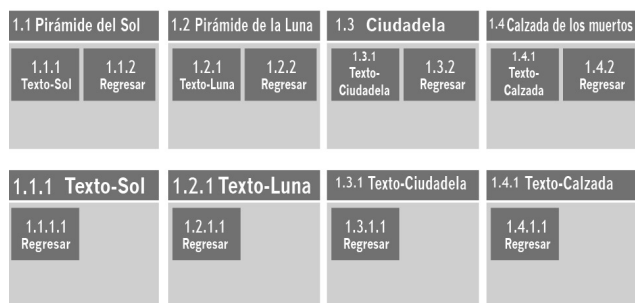 1.1 Pirámide del Sol
1.2 Pirámide de la Luna
1.3 Ciudadela
1.4 Calzada de los muertos
1.1.1
Texto-Sol
1.1.2
Regresar
1.2.1
Texto-Luna
1.2.2
Regresar
1.3.1
Texto-
Ciudadela
1.3.2
Regresar
1.4.1
Texto-
Calzada
1.4.2
Regresar
1.1.1 Texto-Sol
1.2.1 Texto-Luna
1.3.1 Texto-Ciudadela
1.4.1 Texto-Calzada
1.1.1.1
Regresar
1.2.1.1
Regresar
1.3.1.1
Regresar
1.4.1.1
Regresar